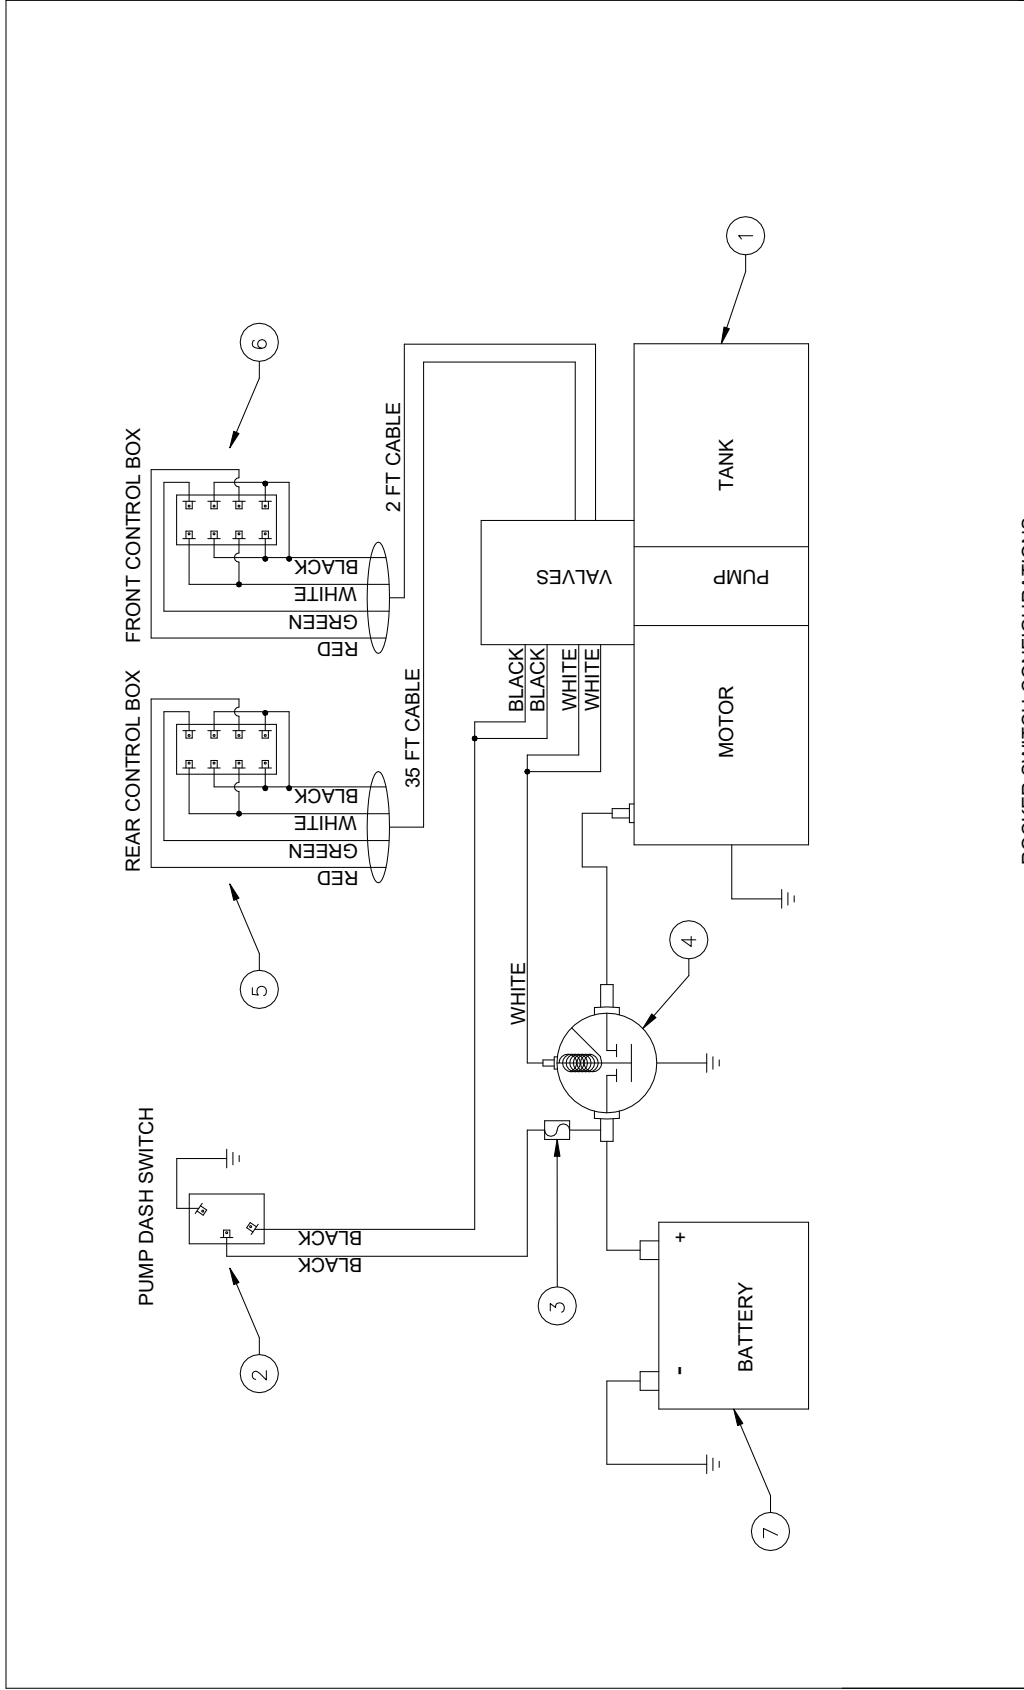 FRONT CONTROL BOX
6
RED
GREEN
WHITE
BLACK
2 FT CABLE
REAR CONTROL BOX
5
RED
GREEN
WHITE
BLACK
35 FT CABLE
PUMP DASH SWITCH
2
BLACK
BLACK
3
WHITE
4
BLACK
BLACK
WHITE
WHITE
VALVES
MOTOR
PUMP
TANK
1
- +
BATTERY
7